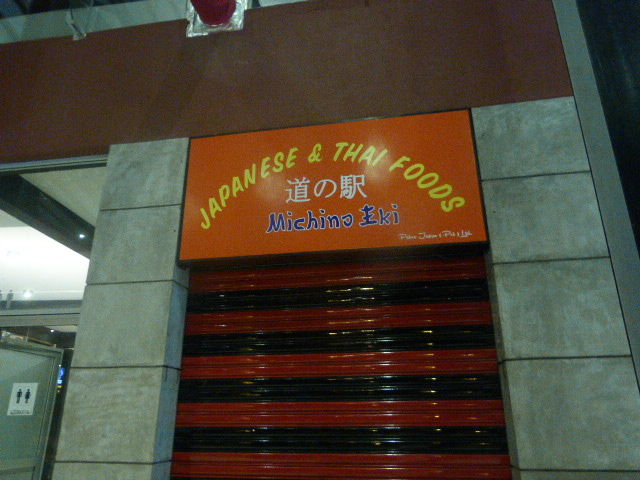 JAPANESE & THAI FOODS
道の駅
Michino Eki